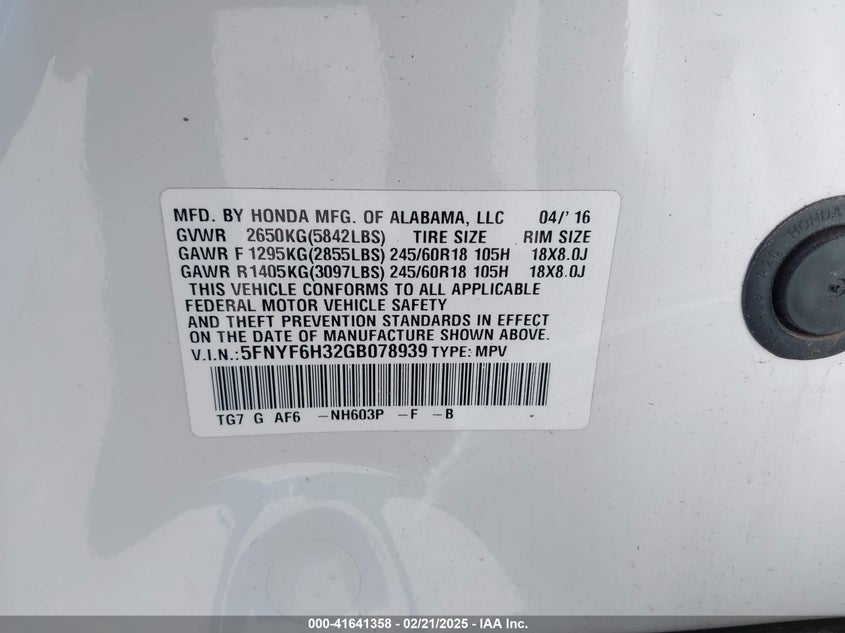 MFD. BY HONDA MFG. OF ALABAMA, LLC 04/' 16
GVWR 2650KG(5842LBS) TIRE SIZE RIM SIZE
GAWR F 1295KG(2855LBS) 245/60R18 105H 18X8.0J
GAWR R1405KG(3097LBS) 245/60R18 105H 18X8.0J
THIS VEHICLE CONFORMS TO ALL APPLICABLE
FEDERAL MOTOR VEHICLE SAFETY
AND THEFT PREVENTION STANDARDS IN EFFECT
ON THE DATE OF MANUFACTURE SHOWN ABOVE.
V.I.N.:5FNYF6H32GB078939 TYPE: MPV
TG7 G AF6 -NH603P -F -B -
HONDA
000-41641358 - 02/21/2025 - IAA Inc.